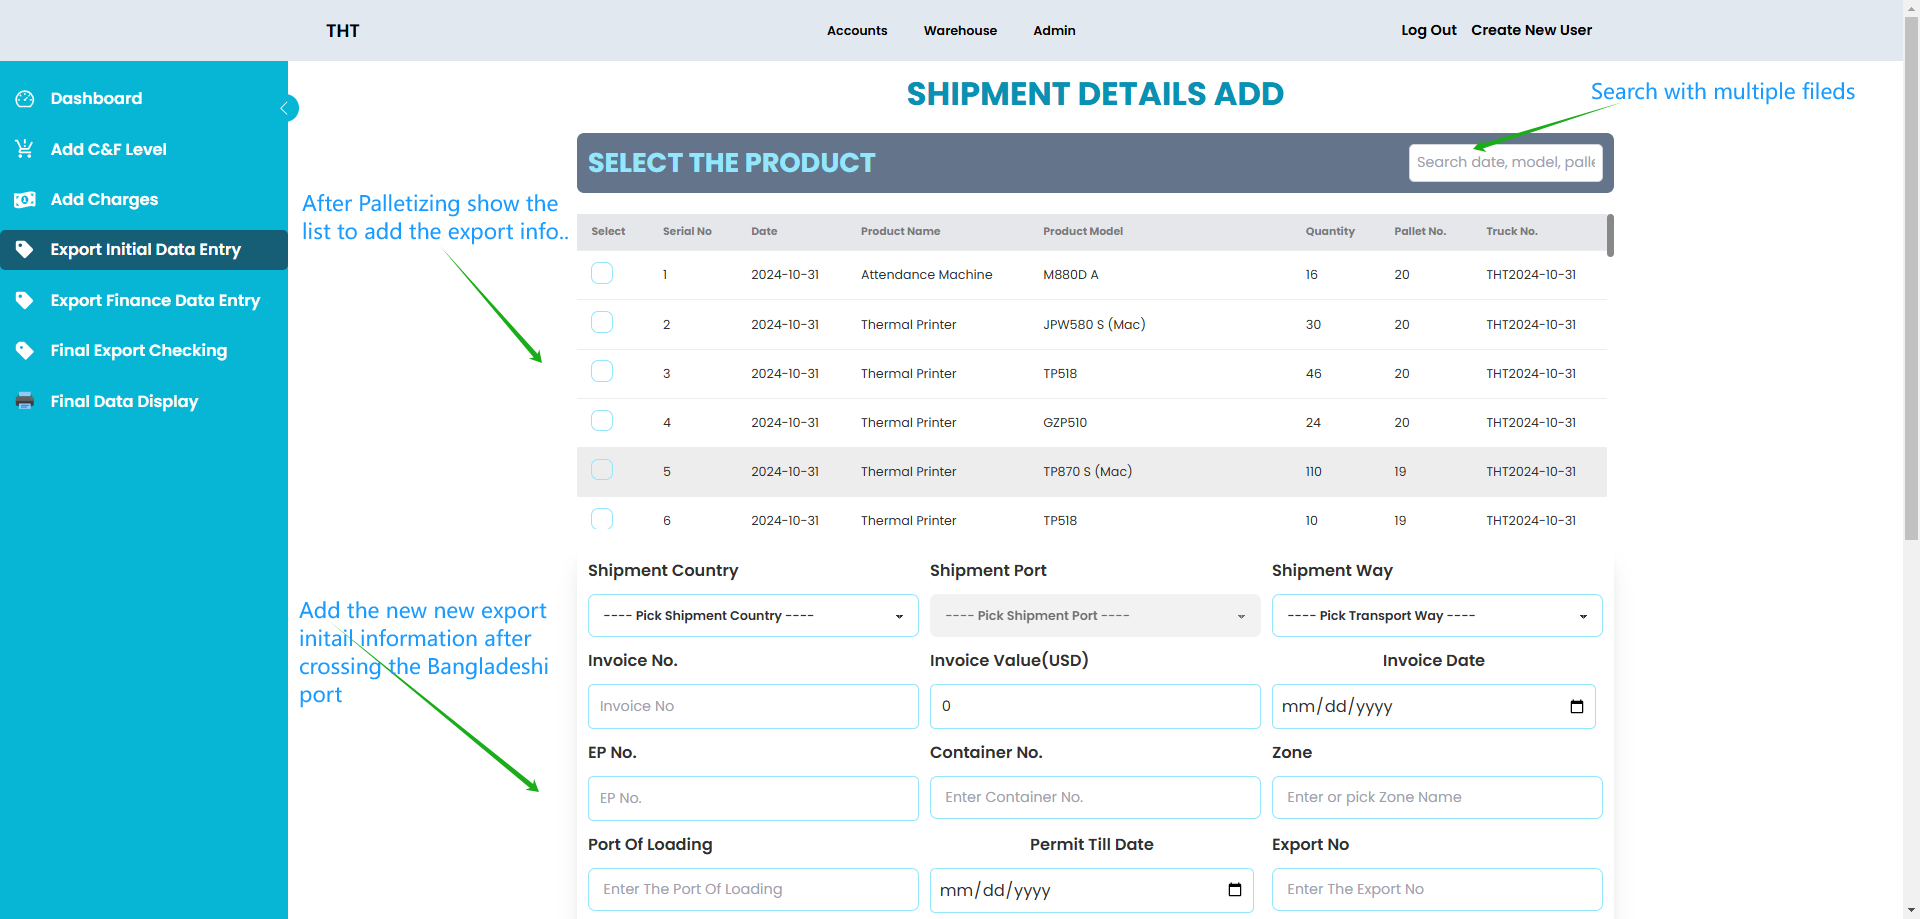 THT
Accounts
Warehouse
Admin
Log Out
Create New User
Dashboard
Add C&F Level
Add Charges
Export Initial Data Entry
Export Finance Data Entry
Final Export Checking
Final Data Display
SHIPMENT DETAILS ADD
Search with multiple fileds
SELECT THE PRODUCT
Search date, model, palle
After Palletizing show the
list to add the export info..
Select Serial No Date Product Name Product Model Quantity Pallet No. Truck No.
1 2024-10-31 Attendance Machine M880D A 16 20 THT2024-10-31
2 2024-10-31 Thermal Printer JPW580 S (Mac) 30 20 THT2024-10-31
3 2024-10-31 Thermal Printer TP518 46 20 THT2024-10-31
4 2024-10-31 Thermal Printer GZP510 24 20 THT2024-10-31
5 2024-10-31 Thermal Printer TP870 S (Mac) 110 19 THT2024-10-31
6 2024-10-31 Thermal Printer TP518 10 19 THT2024-10-31
Add the new new export
initail information after
crossing the Bangladeshi
port
Shipment Country Shipment Port Shipment Way
---- Pick Shipment Country ---- ---- Pick Shipment Port ---- ---- Pick Transport Way ----
Invoice No. Invoice Value(USD) Invoice Date
Invoice No 0 mm/dd/yyyy
EP No. Container No. Zone
EP No. Enter Container No. Enter or pick Zone Name
Port Of Loading Permit Till Date Export No
Enter The Port Of Loading mm/dd/yyyy Enter The Export No